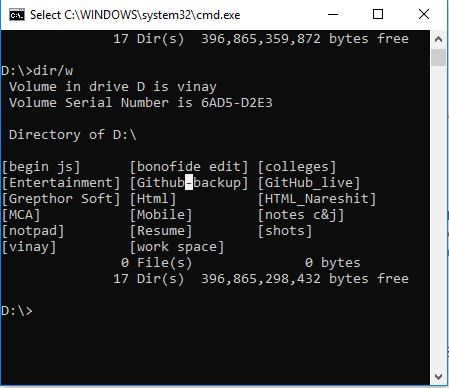 Select C:\WINDOWS\system32\cmd.exe
17 Dir(s)  396,865,359,872 bytes free
D:\>dir/w
Volume in drive D is vinay
Volume Serial Number is 6AD5-D2E3
Directory of D:\
[begin js]      [bonofide edit] [colleges]
[Entertainment] [Github-backup] [GitHub_live]
[Grepthor Soft] [Html]          [HTML_Nareshit]
[MCA]           [Mobile]        [notes c&j]
[notpad]        [Resume]        [shots]
[vinay]         [work space]
0 File(s)              0 bytes
17 Dir(s)  396,865,298,432 bytes free
D:\>